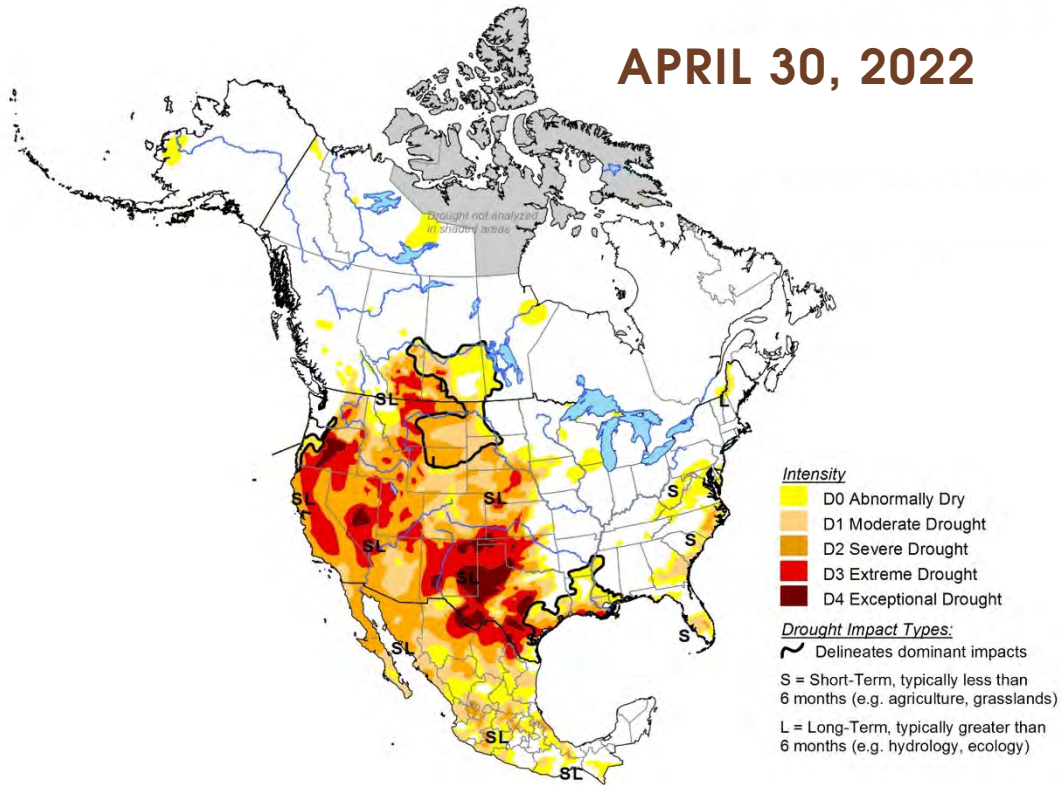 APRIL 30, 2022
Drought not analyzed
in shaded areas
SL
L
S
SL
SL
S
SL
SL
S
S
SL
SL
SL
Intensity
D0 Abnormally Dry
D1 Moderate Drought
D2 Severe Drought
D3 Extreme Drought
D4 Exceptional Drought
Drought Impact Types:
Delineates dominant impacts
S = Short-Term, typically less than
6 months (e.g. agriculture, grasslands)
L = Long-Term, typically greater than
6 months (e.g. hydrology, ecology)